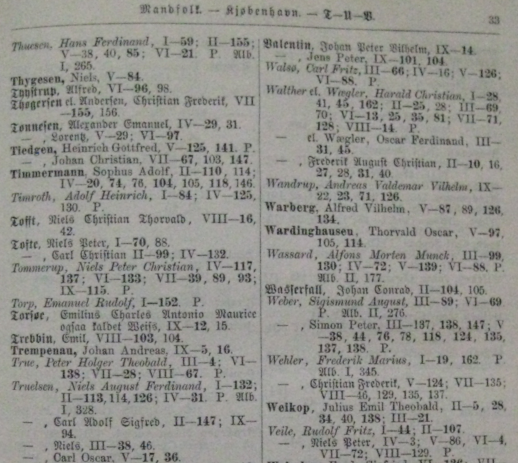 Mandfolk. — Kjøbenhavn. — T—U—V.
33
Thuesen, Hans Ferdinand, I—59; II—155;
V—38, 40, 85; VI—21. P. Alb.
I, 265.
Thygesen, Niels, V—84.
Thystrup, Alfred, VI—96, 98.
Thøgersen el. Andersen, Christian Frederik, VII
—155, 156.
Tønnesen, Alexander Emanuel, IV—29, 31.
— , Lorentz, V—29; VI—97.
Tiedgen, Heinrich Gottfred, V—125, 141. P.
— , Johan Christian, VII—67, 103, 147.
Timmermann, Sophus Adolf, II—110, 114;
IV—20, 74, 76, 104, 105, 118, 146.
Timroth, Adolf Heinrich, I—84; IV—125,
130. P.
Tofft, Niels Christian Thorvald, VIII—16,
42.
Tofte, Niels Peter, I—70, 88.
— , Carl Christian II—99; IV—132.
Tommerup, Niels Peter Christian, IV—117,
137; VI—133; VII—39, 89, 93;
IX—115. P.
Torp, Emanuel Rudolf, I—152. P.
Torsøe, Emilius Charles Antonio Maurice
ogsaa kaldet Weiss, IX—12, 15.
Trebbin, Emil, VIII—103, 104.
Trempenau, Johan Andreas, IX—5, 16.
True, Peter Holger Theobald, III—4; VI—
138; VII—28; VIII—67. P.
Truelsen, Niels August Ferdinand, I—132;
II—113, 114, 126; IV—31. P. Alb.
I, 328.
— , Carl Adolf Sigfred, II—147; IX—
94.
— , Niels, III—38, 46.
— , Carl Oscar, V—17, 36.
Valentin, Johan Peter Vilhelm, IX—14.
— , Jens Peter, IX—101, 104.
Walsø, Carl Fritz, III—66; IV—16; V—126;
VI—88. P.
Walther el. Wægler, Harald Christian, I—28,
41, 45, 162; II—25, 28; III—69,
70; VI—13, 25, 35, 81; VII—71,
128; VIII—14. P.
— el. Wægler, Oscar Ferdinand, III—
31, 45.
— , Frederik August Christian, II—10, 16,
27, 28, 31, 40.
Wandrup, Andreas Valdemar Vilhelm, IX—
22, 23, 71, 126.
Warberg, Alfred Vilhelm, V—87, 89, 126,
134.
Wardinghausen, Thorvald Oscar, V—97,
105, 114.
Wassard, Alfons Morten Munck, III—99,
130; IV—72; V—139; VI—88. P.
Alb. II, 177.
Wasserfall, Johan Conrad, II—104, 105.
Weber, Sigismund August, III—89; VI—69
P. Alb. II, 276.
— , Simon Peter, III—137, 138, 147; V
—38, 44, 76, 78, 118, 124, 135,
137, 138.
Wehler, Frederik Marius, I—19, 162. P.
Alb. I, 345.
— , Christian Frederik, V—124; VII—135;
VIII—46, 129, 135, 137.
Weikop, Julius Emil Theobald, II—5, 28,
34, 40, 138; III—21.
Veile, Rudolf Fritz, I—44; II—107.
— , Niels Peter, IV—3; V—86, VI—4,
VII—72; VIII—129. P.